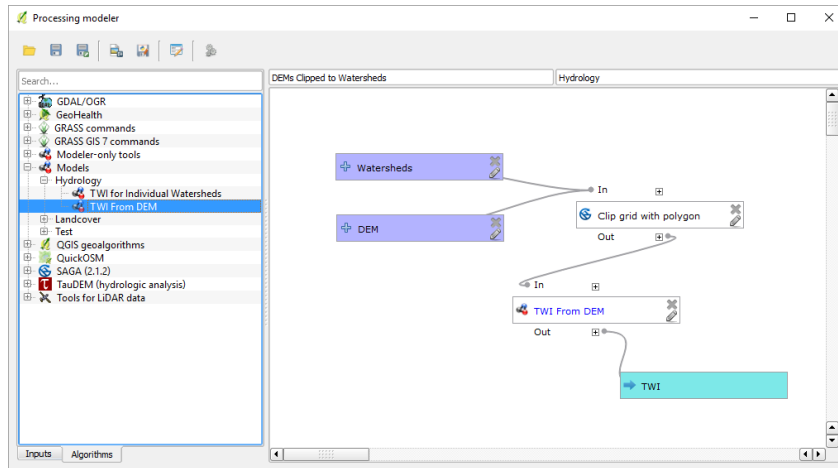 Processing modeler
Search...
DEMs Clipped to Watersheds
Hydrology
GDAL/OGR
GeoHealth
GRASS commands
GRASS GIS 7 commands
Modeler-only tools
Models
Hydrology
TWI for Individual Watersheds
TWI From DEM
Landcover
Test
QGIS geoalgorithms
QuickOSM
SAGA (2.1.2)
TauDEM (hydrologic analysis)
Tools for LiDAR data
Inputs
Algorithms
Watersheds
DEM
In
Clip grid with polygon
Out
In
TWI From DEM
Out
TWI